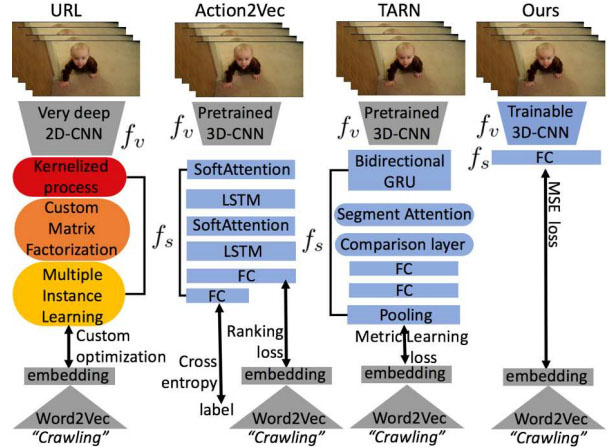 URL
Very deep
2D-CNN
f_v
Kernelized
process
Custom
Matrix
Factorization
Multiple
Instance
Learning
f_s
Custom
optimization
embedding
Word2Vec
"Crawling"
Action2Vec
f_v
Pretrained
3D-CNN
SoftAttention
LSTM
SoftAttention
LSTM
FC
FC
f_s
Ranking
loss
Cross
entropy
label
embedding
Word2Vec
"Crawling"
TARN
f_v
Pretrained
3D-CNN
Bidirectional
GRU
Segment Attention
Comparison layer
FC
FC
Pooling
Metric Learning
loss
embedding
Word2Vec
"Crawling"
Ours
f_v
Trainable
3D-CNN
f_s
FC
MSE loss
embedding
Word2Vec
"Crawling"